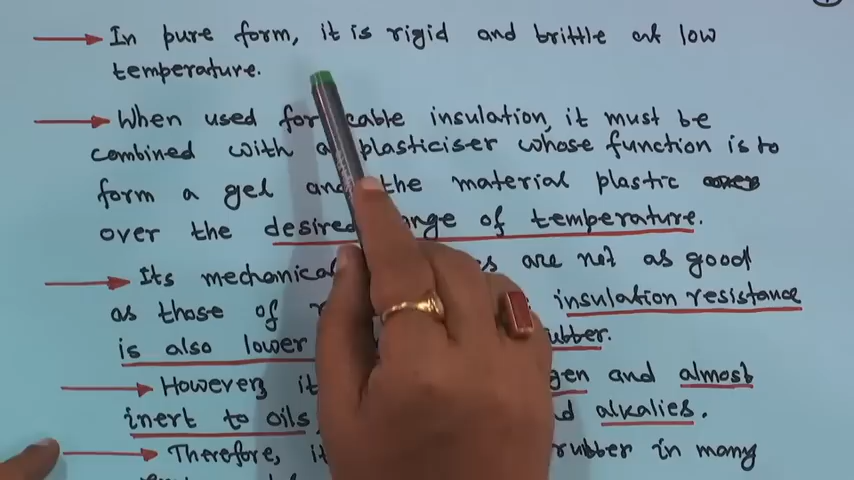 In pure form, it is rigid and brittle at low
temperature.
When used for cable insulation, it must be
combined with a plasticiser whose function is to
form a gel and the material plastic
over the desired range of temperature.
Its mechanical are not as good
as those of insulation resistance
is also lower rubber.
However, it and almost
inert to oils alkalies.
Therefore, it rubber in many